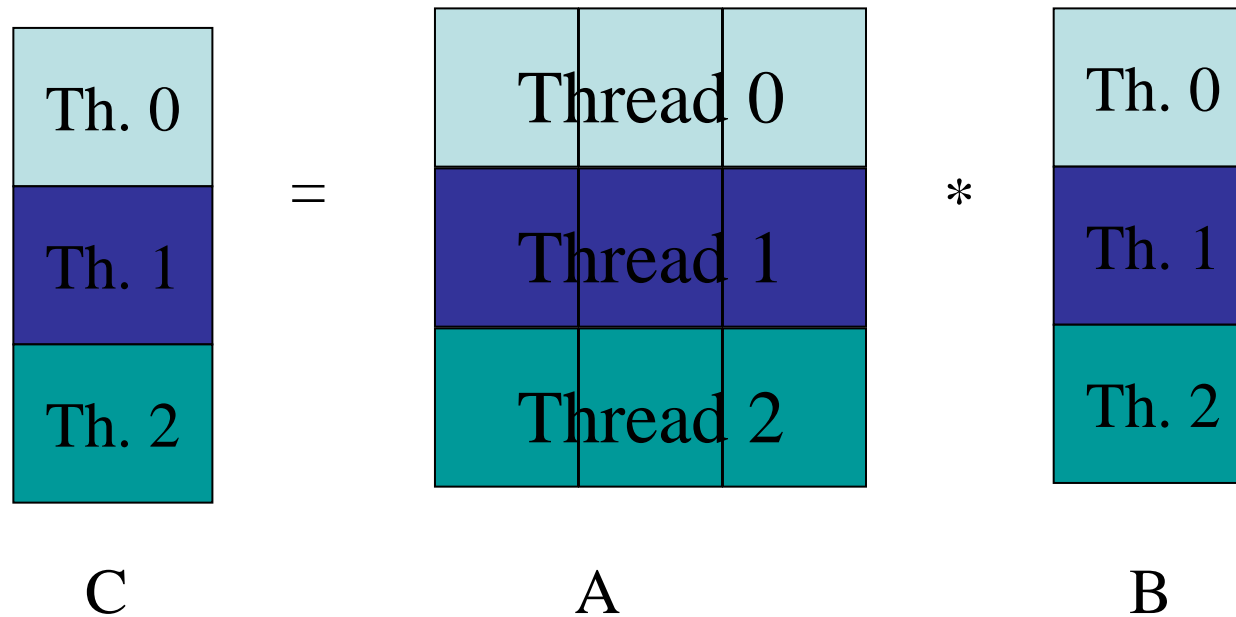 Th. 0 Thread 0 Th. 0
= *
Th. 1 Thread 1 Th. 1
Th. 2 Thread 2 Th. 2
C A B